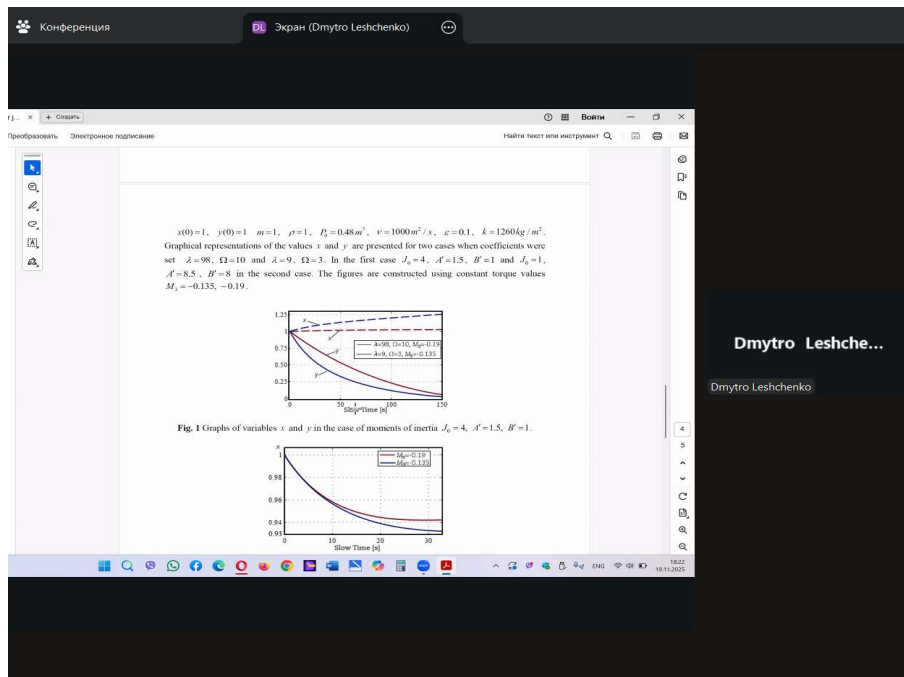 Конференция
DL Экран (Dmytro Leshchenko)
+ Создать
Войти
Преобразовать Электронное подписание
Найти текст или инструмент
x(0)=1, y(0)=1 m=1, ρ=1, P₀=0.48m⁷, ν=1000m²/s, ε=0.1, k=1260kg/m².
Graphical representations of the values x and y are presented for two cases when coefficients were
set λ=98, Ω=10 and λ=9, Ω=3. In the first case J₀=4, A′=1.5, B′=1 and J₀=1,
A′=8.5, B′=8 in the second case. The figures are constructed using constant torque values
1.25
x
1
x
0.75
y
λ=98, Ω=10, M₃=-0.19
0.50
λ=9, Ω=3, M₃=-0.135
y
0.25
0
0 50 100 150
Slow Time [s]
Fig. 1 Graphs of variables x and y in the case of moments of inertia J₀=4, A′=1.5, B′=1.
x
1
M₃=-0.19
M₃=-0.135
0.98
0.96
0.94
0.93
0 10 20 30
Slow Time [s]
4
5
ENG
18:22
19.11.2025
Dmytro Leshche...
Dmytro Leshchenko